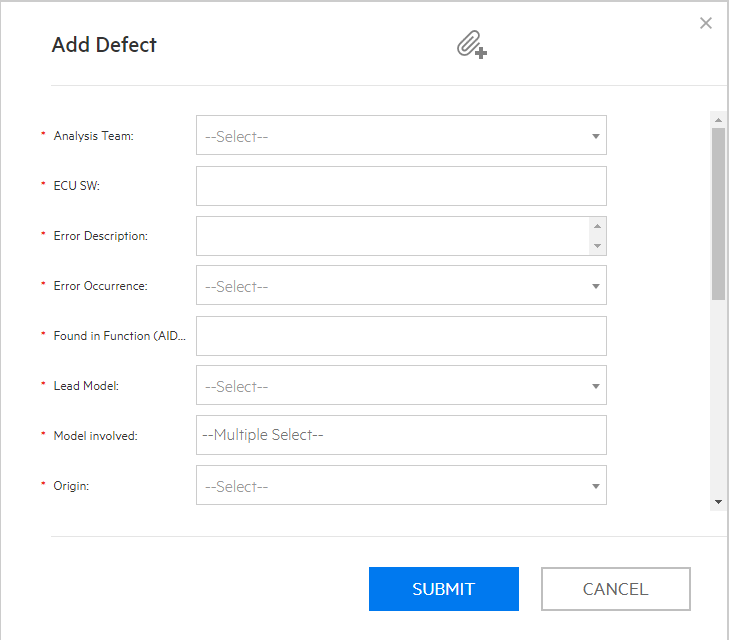 Add Defect
* Analysis Team: --Select--
* ECU SW:
* Error Description:
* Error Occurrence: --Select--
* Found in Function (AID...
* Lead Model: --Select--
* Model involved: --Multiple Select--
* Origin: --Select--
SUBMIT CANCEL